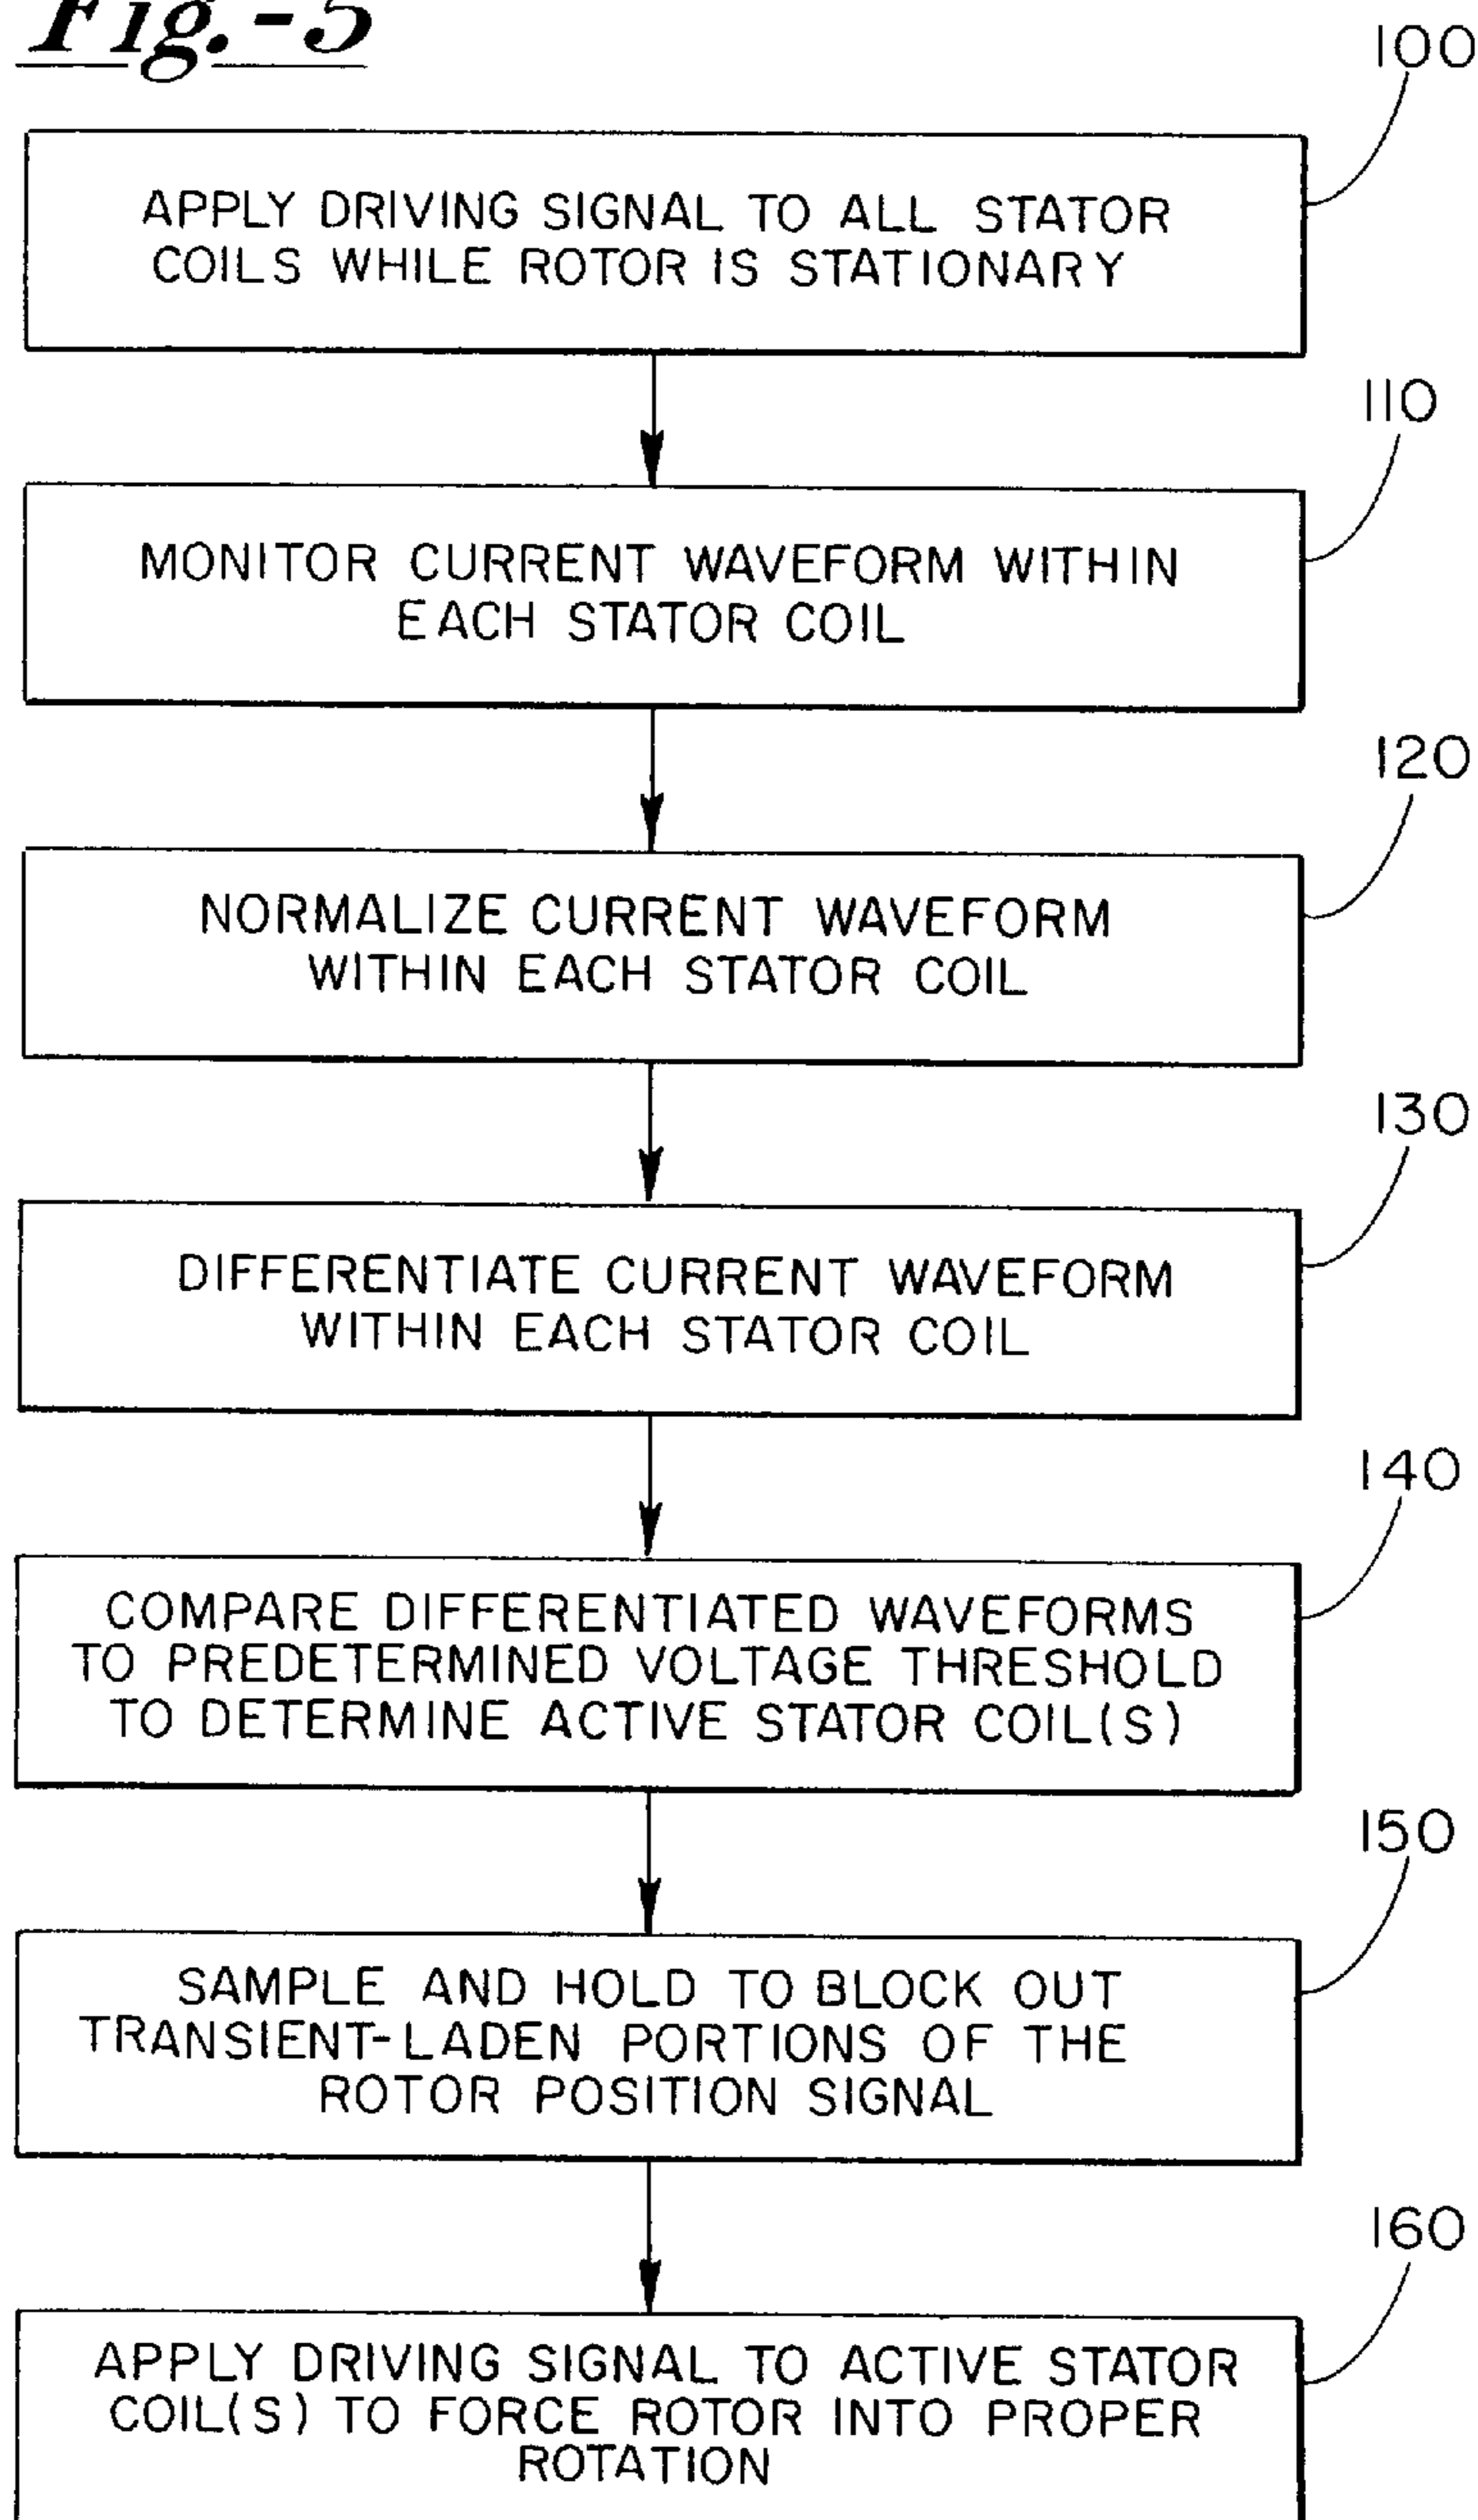 Fig.-5
100
APPLY DRIVING SIGNAL TO ALL STATOR
COILS WHILE ROTOR IS STATIONARY
110
MONITOR CURRENT WAVEFORM WITHIN
EACH STATOR COIL
120
NORMALIZE CURRENT WAVEFORM
WITHIN EACH STATOR COIL
130
DIFFERENTIATE CURRENT WAVEFORM
WITHIN EACH STATOR COIL
140
COMPARE DIFFERENTIATED WAVEFORMS
TO PREDETERMINED VOLTAGE THRESHOLD
TO DETERMINE ACTIVE STATOR COIL(S)
150
SAMPLE AND HOLD TO BLOCK OUT
TRANSIENT-LADEN PORTIONS OF THE
ROTOR POSITION SIGNAL
160
APPLY DRIVING SIGNAL TO ACTIVE STATOR
COIL(S) TO FORCE ROTOR INTO PROPER
ROTATION